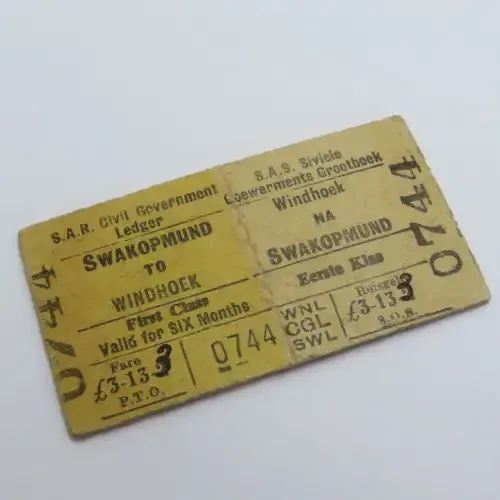 0744
S.A.R. Civil Government
Ledger
SWAKOPMUND
TO
WINDHOEK
First Class
Valid for SIX Months
Fare
£3-13 3
P.T.O.
0744
S.A.S. Siviele
Goewerments Grootboek
Windhoek
NA
SWAKOPMUND
Eerste Klas
WNL
CGL
SWL
Reisgeld
£3-13 3
S.O.S.
0744